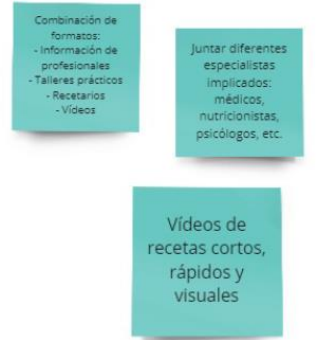 Combinación de
formatos:
- Información de
profesionales
- Talleres prácticos
- Recetarios
- Vídeos
Juntar diferentes
especialistas
implicados:
médicos,
nutricionistas,
psicólogos, etc.
Vídeos de
recetas cortos,
rápidos y
visuales